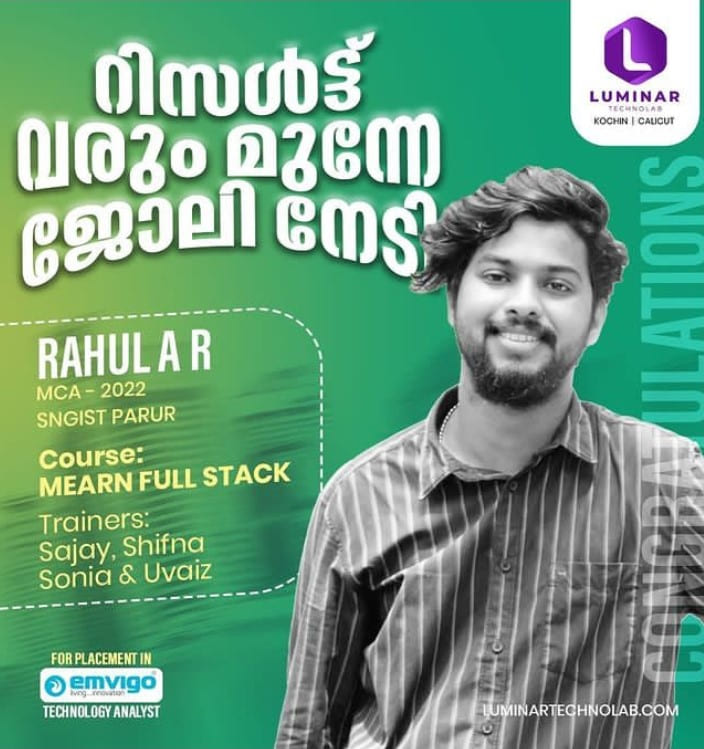 റിസൾട്ട്
വരും മുന്നേ
ജോലി നേടി
LUMINAR
TECHNOLAB
KOCHIN | CALICUT
CONGRATULATIONS
RAHUL A R
MCA - 2022
SNGIST PARUR
Course:
MEARN FULL STACK
Trainers:
Sajay, Shifna
Sonia & Uvaiz
FOR PLACEMENT IN
emvigo
living...innovation
TECHNOLOGY ANALYST
LUMINARTECHNOLAB.COM